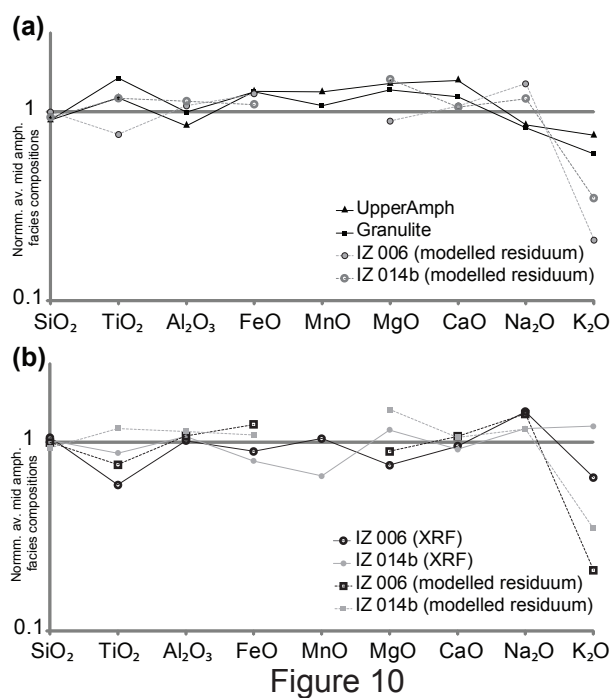 (a)
1
Normm. av. mid amph.
facies compositions
UpperAmph
Granulite
IZ 006 (modelled residuum)
IZ 014b (modelled residuum)
0.1
SiO₂ TiO₂ Al₂O₃ FeO MnO MgO CaO Na₂O K₂O
(b)
1
Normm. av. mid amph.
facies compositions
IZ 006 (XRF)
IZ 014b (XRF)
IZ 006 (modelled residuum)
IZ 014b (modelled residuum)
0.1
SiO₂ TiO₂ Al₂O₃ FeO MnO MgO CaO Na₂O K₂O
Figure 10